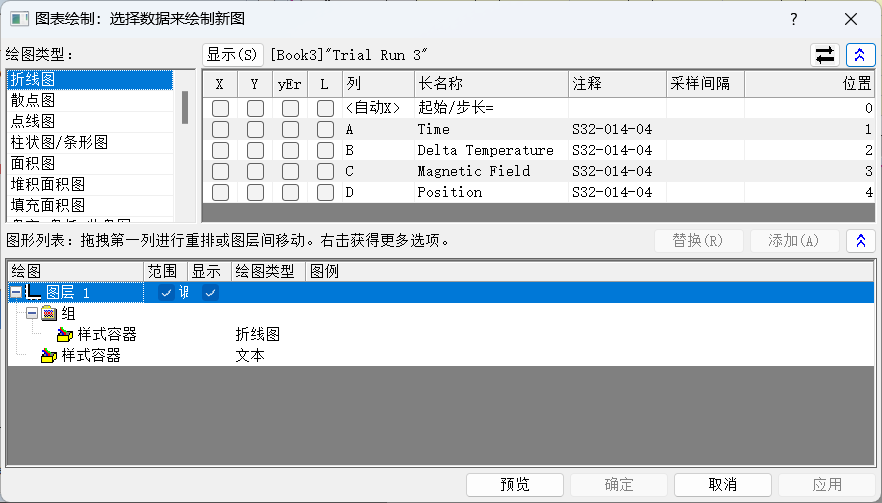 图表绘制: 选择数据来绘制新图 ?
绘图类型:
显示(S) [Book3]"Trial Run 3"
折线图
散点图
点线图
柱状图/条形图
面积图
堆积面积图
填充面积图
X Y yEr L 列 长名称 注释 采样间隔 位置
<自动X> 起始/步长= 0
A Time S32-014-04 1
B Delta Temperature S32-014-04 2
C Magnetic Field S32-014-04 3
D Position S32-014-04 4
图形列表: 拖拽第一列进行重排或图层间移动。右击获得更多选项。 替换(R) 添加(A)
绘图 范围 显示 绘图类型 图例
图层 1
组
样式容器 折线图
样式容器 文本
预览 确定 取消 应用